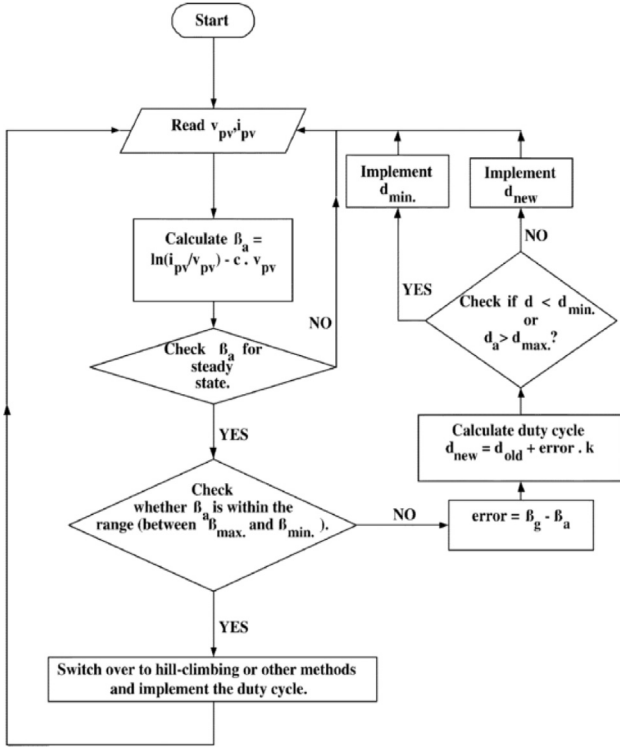 Start
Read v_pv,i_pv
Calculate ß_a =
ln(i_pv/v_pv) - c . v_pv
Check ß_a for
steady
state.
NO
YES
Check
whether ß_a is within the
range (between ß_max. and ß_min. ).
NO
YES
Switch over to hill-climbing or other methods
and implement the duty cycle.
error = ß_g - ß_a
Calculate duty cycle
d_new = d_old + error . k
Check if d < d_min.
or
d_a > d_max.?
YES
NO
Implement
d_min.
Implement
d_new